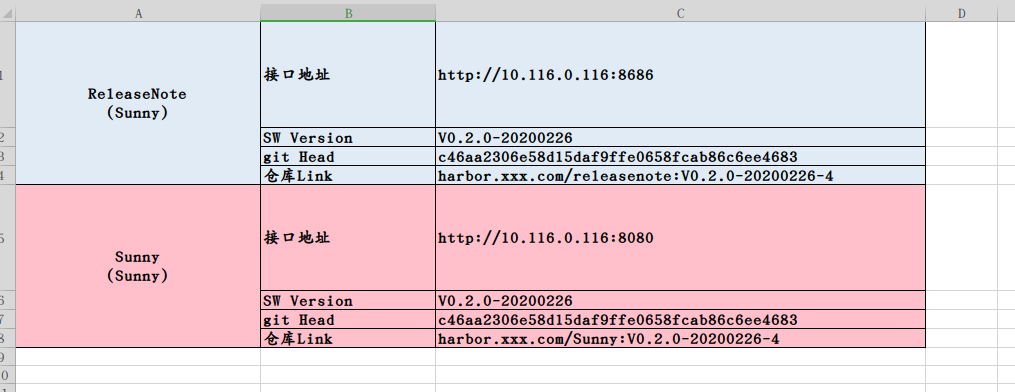 A B C D
1 接口地址 http://10.116.0.116:8686
ReleaseNote
(Sunny)
2 SW Version V0.2.0-20200226
3 git Head c46aa2306e58d15daf9ffe0658fcab86c6ee4683
4 仓库Link harbor.xxx.com/releasenote:V0.2.0-20200226-4
5 接口地址 http://10.116.0.116:8080
Sunny
(Sunny)
6 SW Version V0.2.0-20200226
7 git Head c46aa2306e58d15daf9ffe0658fcab86c6ee4683
8 仓库Link harbor.xxx.com/Sunny:V0.2.0-20200226-4
9
0